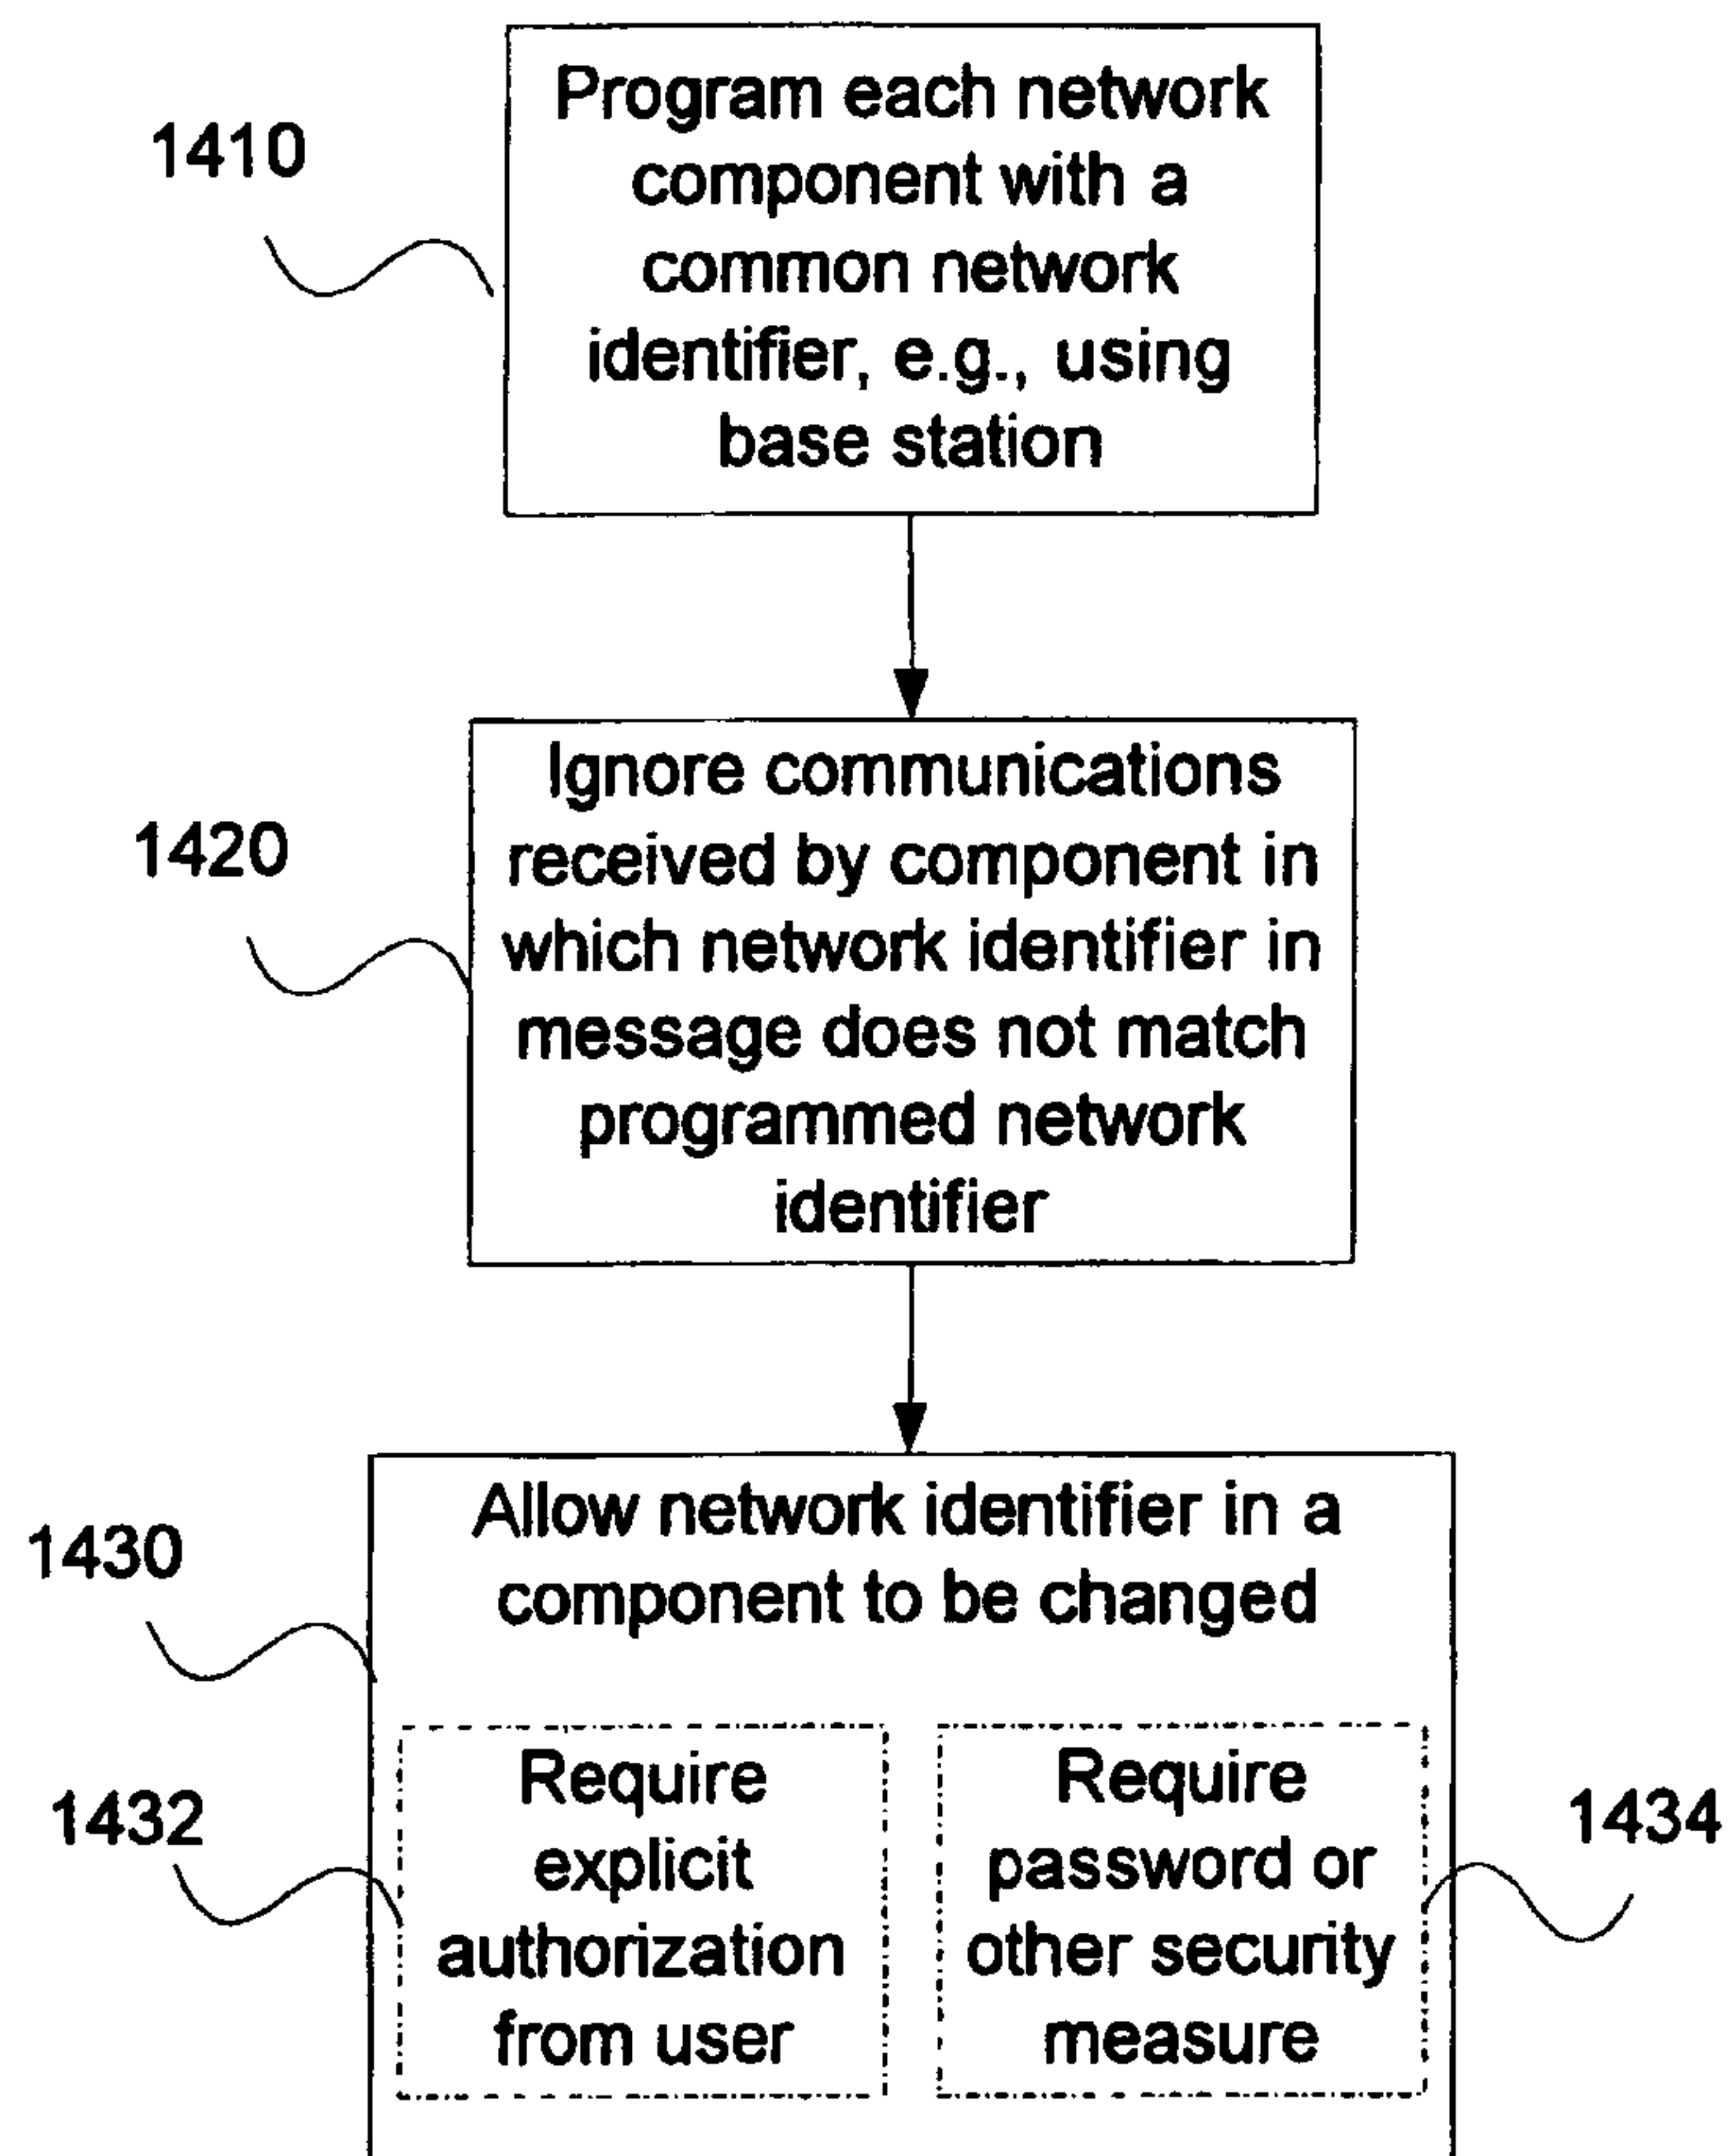 1410
Program each network
component with a
common network
identifier, e.g., using
base station
1420
Ignore communications
received by component in
which network identifier in
message does not match
programmed network
identifier
1430
Allow network identifier in a
component to be changed
1432
Require
explicit
authorization
from user
Require
password or
other security
measure
1434